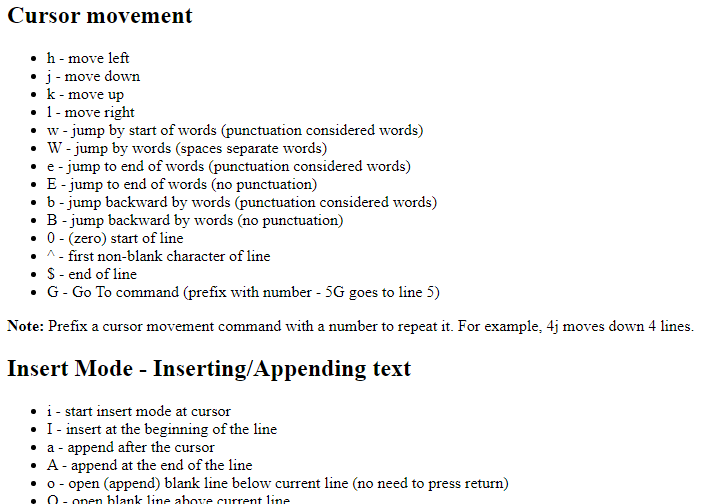 Cursor movement
h - move left
j - move down
k - move up
l - move right
w - jump by start of words (punctuation considered words)
W - jump by words (spaces separate words)
e - jump to end of words (punctuation considered words)
E - jump to end of words (no punctuation)
b - jump backward by words (punctuation considered words)
B - jump backward by words (no punctuation)
0 - (zero) start of line
^ - first non-blank character of line
$ - end of line
G - Go To command (prefix with number - 5G goes to line 5)
Note: Prefix a cursor movement command with a number to repeat it. For example, 4j moves down 4 lines.
Insert Mode - Inserting/Appending text
i - start insert mode at cursor
I - insert at the beginning of the line
a - append after the cursor
A - append at the end of the line
o - open (append) blank line below current line (no need to press return)
O - open blank line above current line